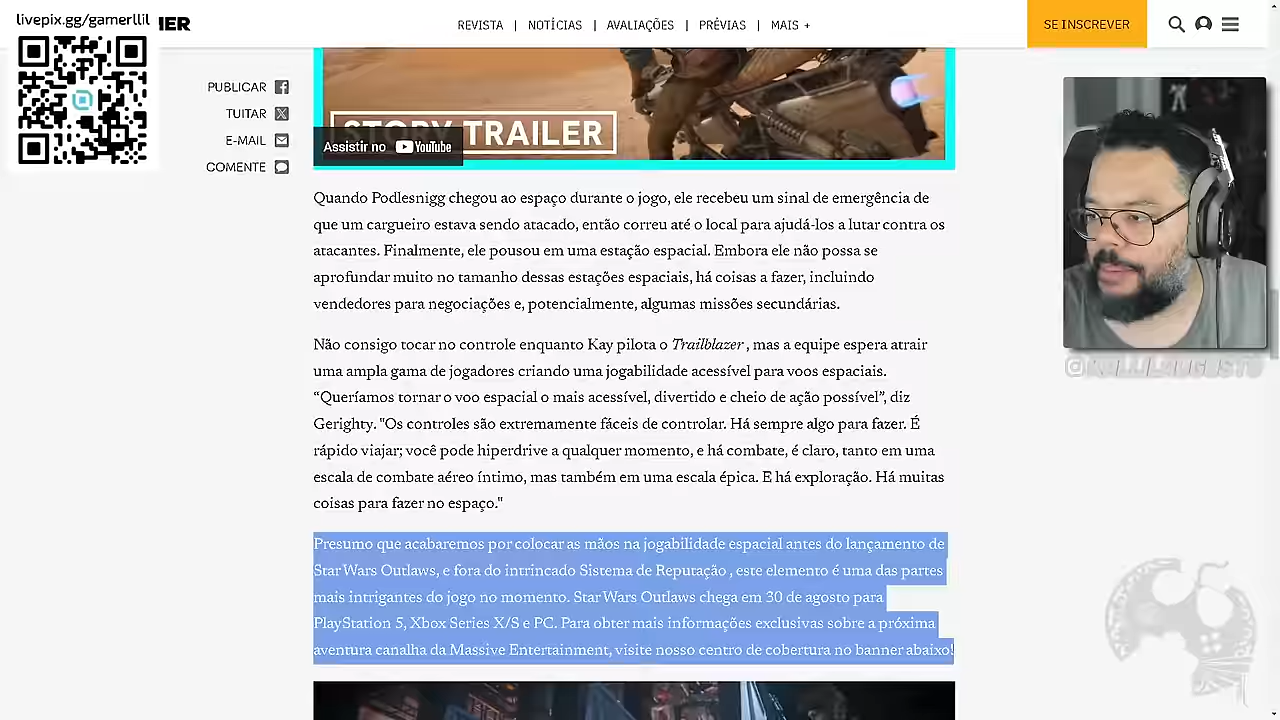 livepix.gg/gamerllil
REVISTA | NOTÍCIAS | AVALIAÇÕES | PRÉVIAS | MAIS +
SE INSCREVER
PUBLICAR
TUITAR
E-MAIL
COMENTE
STORY TRAILER
Assistir no YouTube
Quando Podlesnigg chegou ao espaço durante o jogo, ele recebeu um sinal de emergência de
que um cargueiro estava sendo atacado, então correu até o local para ajudá-los a lutar contra os
atacantes. Finalmente, ele pousou em uma estação espacial. Embora ele não possa se
aprofundar muito no tamanho dessas estações espaciais, há coisas a fazer, incluindo
vendedores para negociações e, potencialmente, algumas missões secundárias.
Não consigo tocar no controle enquanto Kay pilota o Trailblazer , mas a equipe espera atrair
uma ampla gama de jogadores criando uma jogabilidade acessível para voos espaciais.
“Queríamos tornar o voo espacial o mais acessível, divertido e cheio de ação possível”, diz
Gerighty. "Os controles são extremamente fáceis de controlar. Há sempre algo para fazer. É
rápido viajar; você pode hiperdrive a qualquer momento, e há combate, é claro, tanto em uma
escala de combate aéreo íntimo, mas também em uma escala épica. E há exploração. Há muitas
coisas para fazer no espaço."
Presumo que acabaremos por colocar as mãos na jogabilidade espacial antes do lançamento de
Star Wars Outlaws, e fora do intrincado Sistema de Reputação , este elemento é uma das partes
mais intrigantes do jogo no momento. Star Wars Outlaws chega em 30 de agosto para
PlayStation 5, Xbox Series X/S e PC. Para obter mais informações exclusivas sobre a próxima
aventura canalha da Massive Entertainment, visite nosso centro de cobertura no banner abaixo!